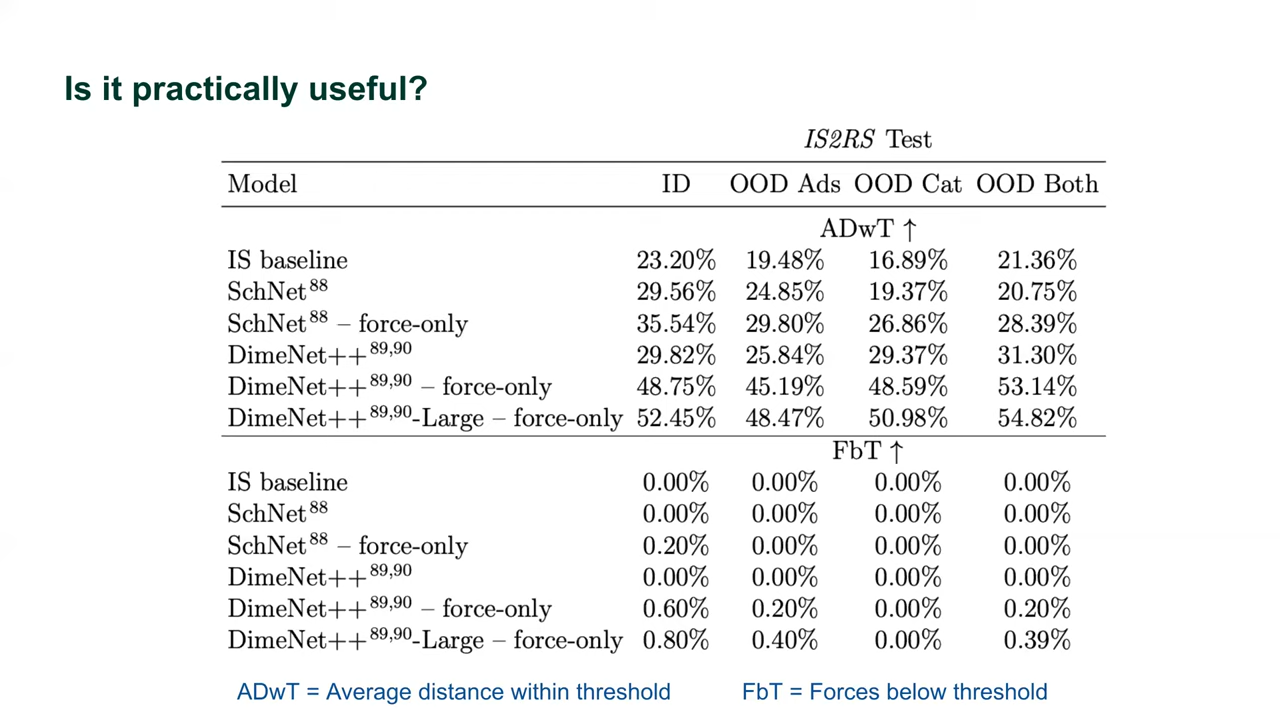 Is it practically useful?
IS2RS Test
Model ID OOD Ads OOD Cat OOD Both
ADwT ↑
IS baseline 23.20% 19.48% 16.89% 21.36%
SchNet88 29.56% 24.85% 19.37% 20.75%
SchNet88 – force-only 35.54% 29.80% 26.86% 28.39%
DimeNet++89,90 29.82% 25.84% 29.37% 31.30%
DimeNet++89,90 – force-only 48.75% 45.19% 48.59% 53.14%
DimeNet++89,90-Large – force-only 52.45% 48.47% 50.98% 54.82%
FbT ↑
IS baseline 0.00% 0.00% 0.00% 0.00%
SchNet88 0.00% 0.00% 0.00% 0.00%
SchNet88 – force-only 0.20% 0.00% 0.00% 0.00%
DimeNet++89,90 0.00% 0.00% 0.00% 0.00%
DimeNet++89,90 – force-only 0.60% 0.20% 0.00% 0.20%
DimeNet++89,90-Large – force-only 0.80% 0.40% 0.00% 0.39%
ADwT = Average distance within threshold FbT = Forces below threshold